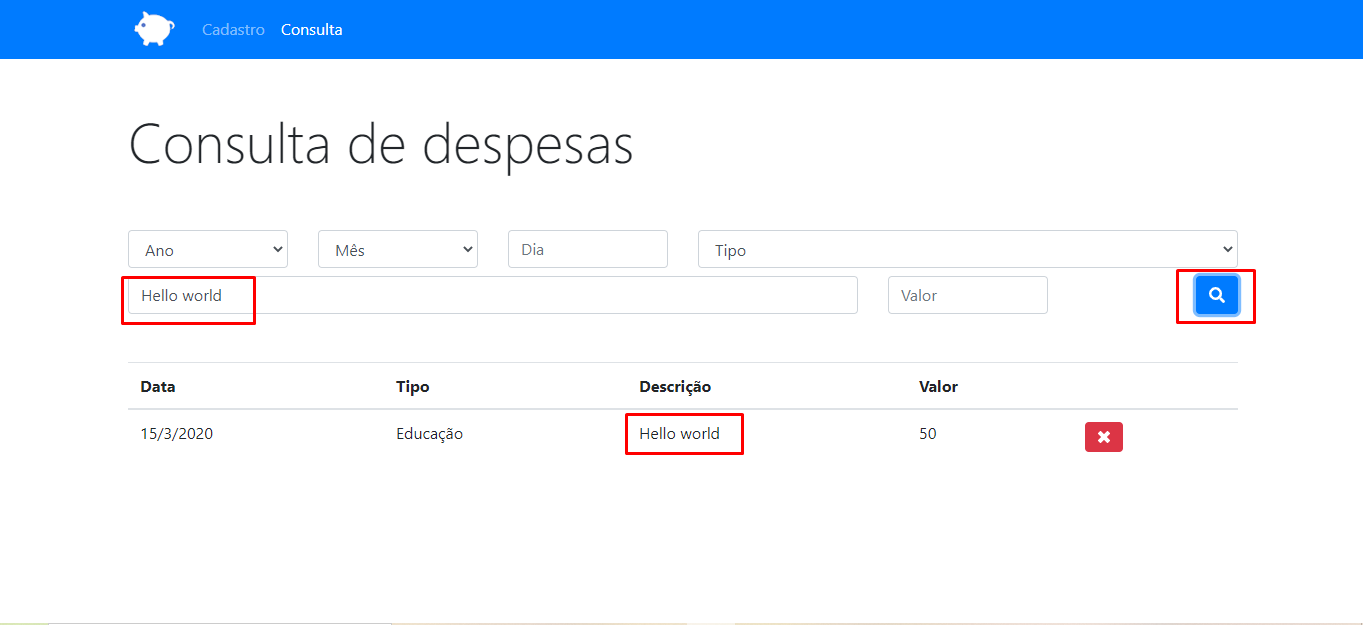 Cadastro Consulta
Consulta de despesas
Ano Mês Dia Tipo
Hello world Valor
Data Tipo Descrição Valor
15/3/2020 Educação Hello world 50